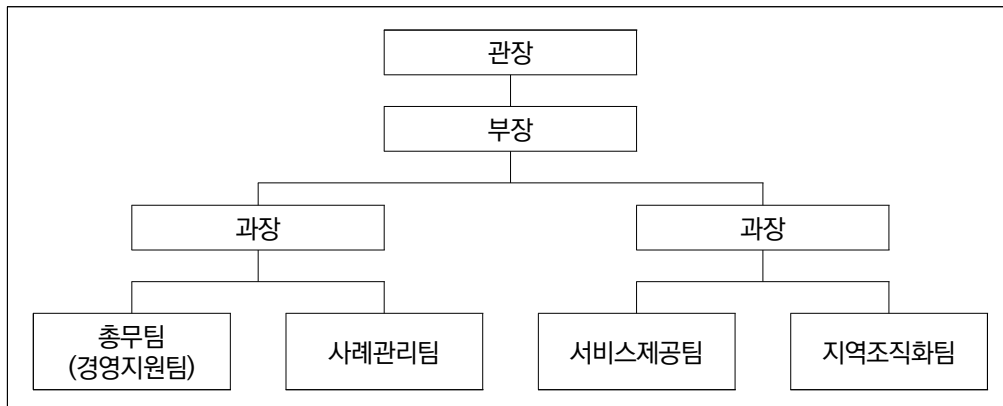 관장
부장
과장
과장
총무팀
(경영지원팀)
사례관리팀
서비스제공팀
지역조직화팀